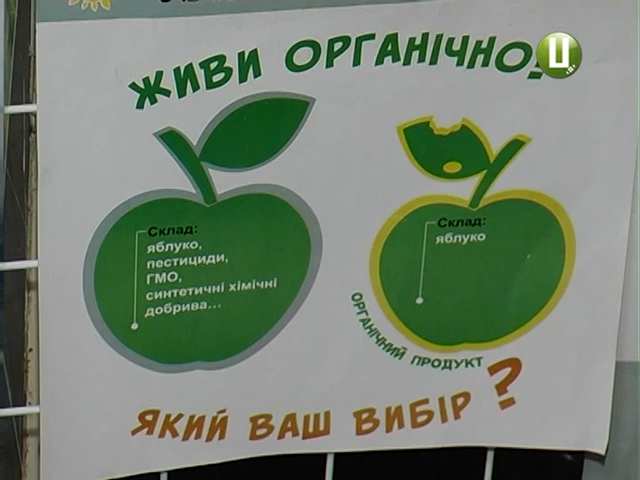 ЖИВИ ОРГАНІЧНО!
Ц
Склад:
яблуко,
пестициди,
ГМО,
синтетичні хімічні
добрива...
Склад:
яблуко
ОРГАНІЧНИЙ ПРОДУКТ
ЯКИЙ ВАШ ВИБІР?